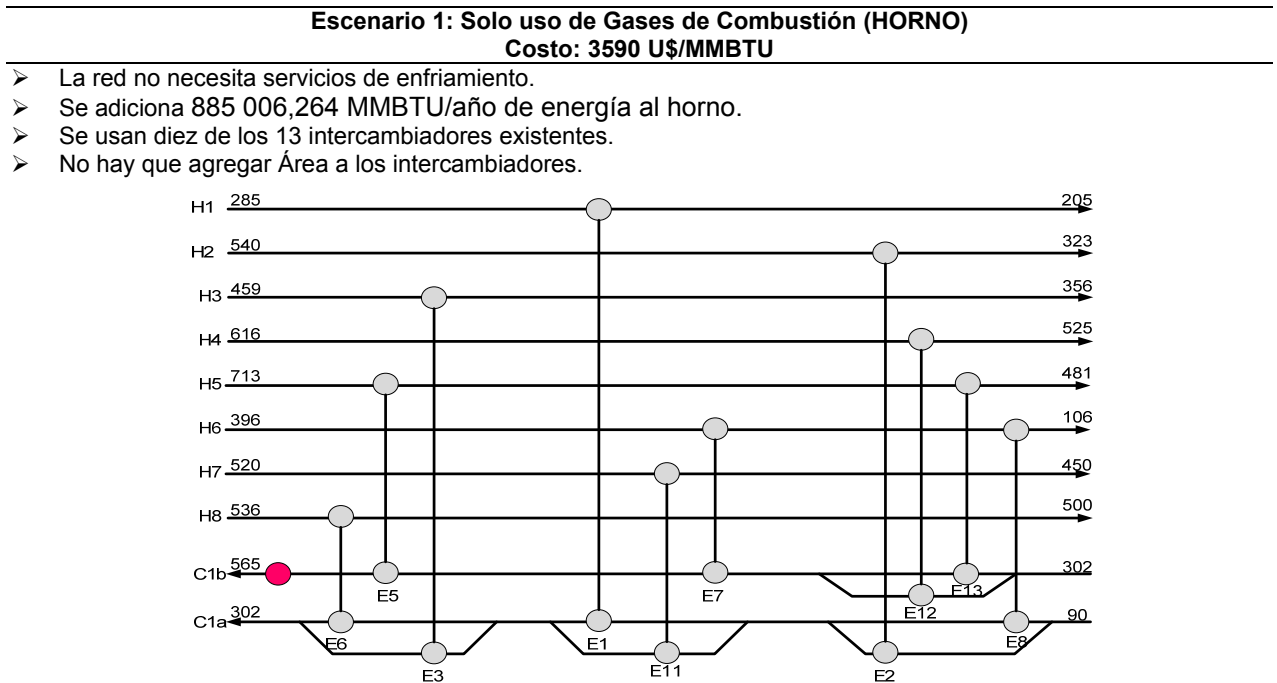 Escenario 1: Solo uso de Gases de Combustión (HORNO)
Costo: 3590 U$/MMBTU
➢ La red no necesita servicios de enfriamiento.
➢ Se adiciona 885 006,264 MMBTU/año de energía al horno.
➢ Se usan diez de los 13 intercambiadores existentes.
➢ No hay que agregar Área a los intercambiadores.
H1 285 205
H2 540 323
H3 459 356
H4 616 525
H5 713 481
H6 396 106
H7 520 450
H8 536 500
C1b 565 302
E5 E7 E12 E13
C1a 302 90
E6 E1 E8
E3 E11 E2